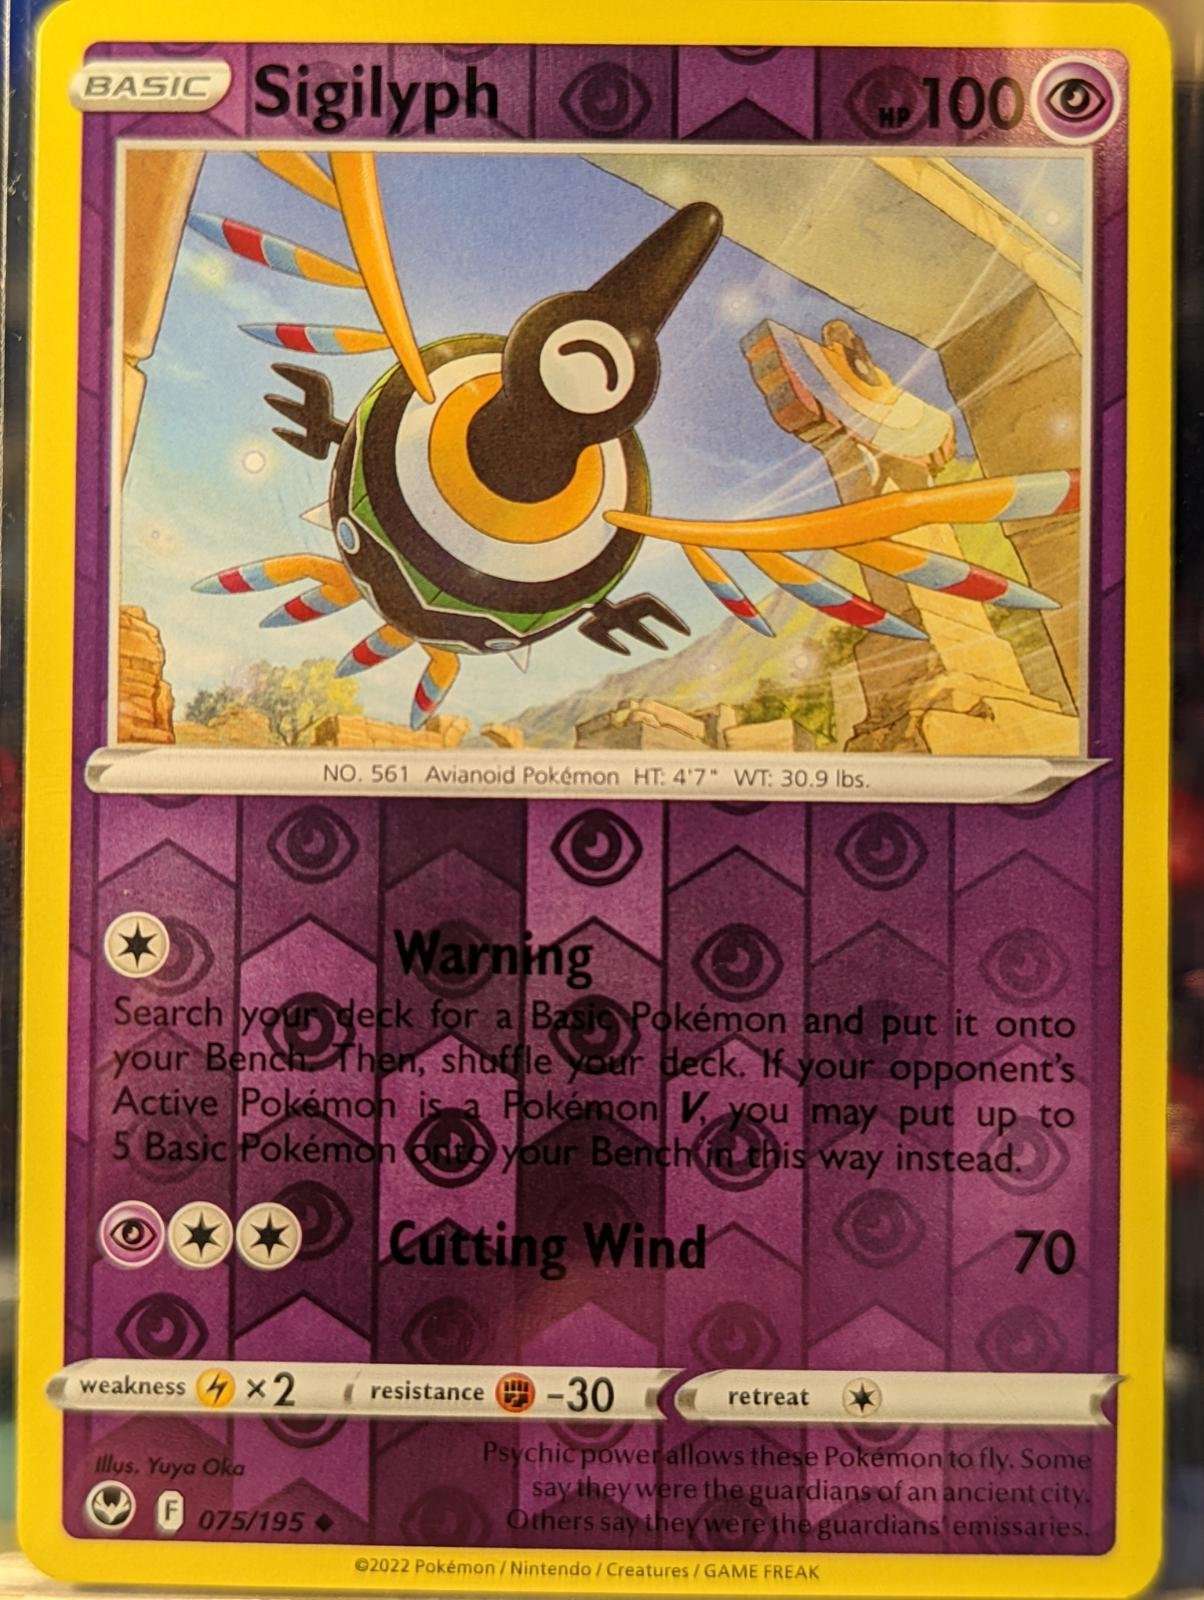 BASIC Sigilyph HP 100
NO. 561 Avianoid Pokémon HT: 4'7" WT: 30.9 lbs.
Warning
Search your deck for a Basic Pokémon and put it onto
your Bench. Then, shuffle your deck. If your opponent's
Active Pokémon is a Pokémon V, you may put up to
5 Basic Pokémon onto your Bench in this way instead.
Cutting Wind 70
weakness ×2 resistance -30 retreat
Illus. Yuya Oka
Psychic power allows these Pokémon to fly. Some
say they were the guardians of an ancient city.
Others say they were the guardians' emissaries.
F 075/195
©2022 Pokémon / Nintendo / Creatures / GAME FREAK